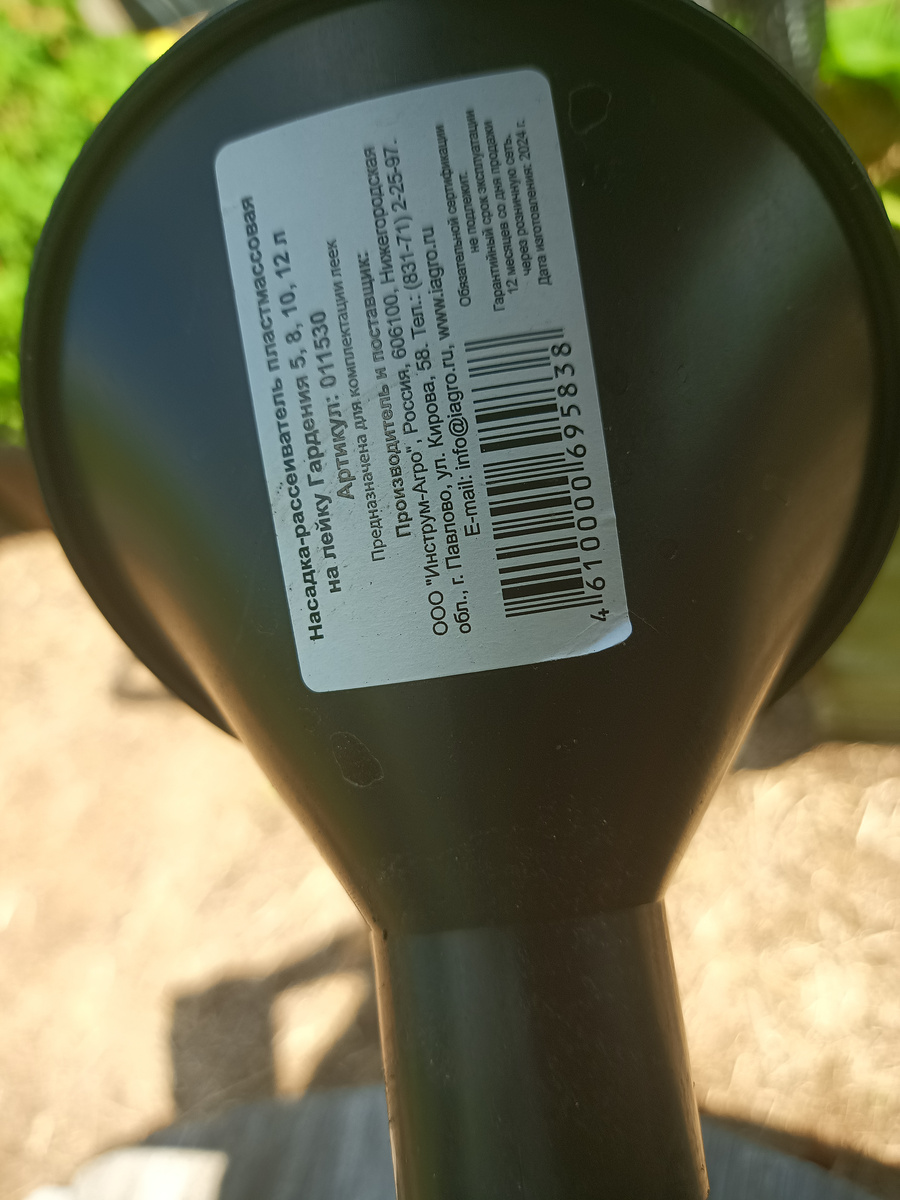 Насадка-рассеиватель пластмассовая
на лейку Гардения 5, 8, 10, 12 л
Артикул: 011530
Предназначена для комплектации леек
Производитель и поставщик:
ООО "Инструм-Агро", Россия, 606100, Нижегородская
обл., г. Павлово, ул. Кирова, 58. Тел.: (831-71) 2-25-97.
E-mail: info@iagro.ru, www.iagro.ru
Обязательной сертификации
не подлежит.
Гарантийный срок эксплуатации
12 месяцев со дня продажи
через розничную сеть.
Дата изготовления: 2024 г.
4 610000 695838